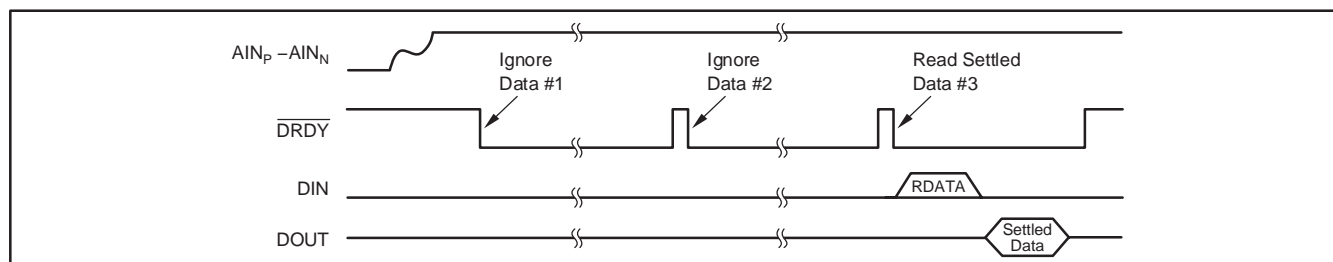 AINP –AINN
Ignore
Data #1
Ignore
Data #2
Read Settled
Data #3
DRDY
DIN
RDATA
DOUT
Settled
Data